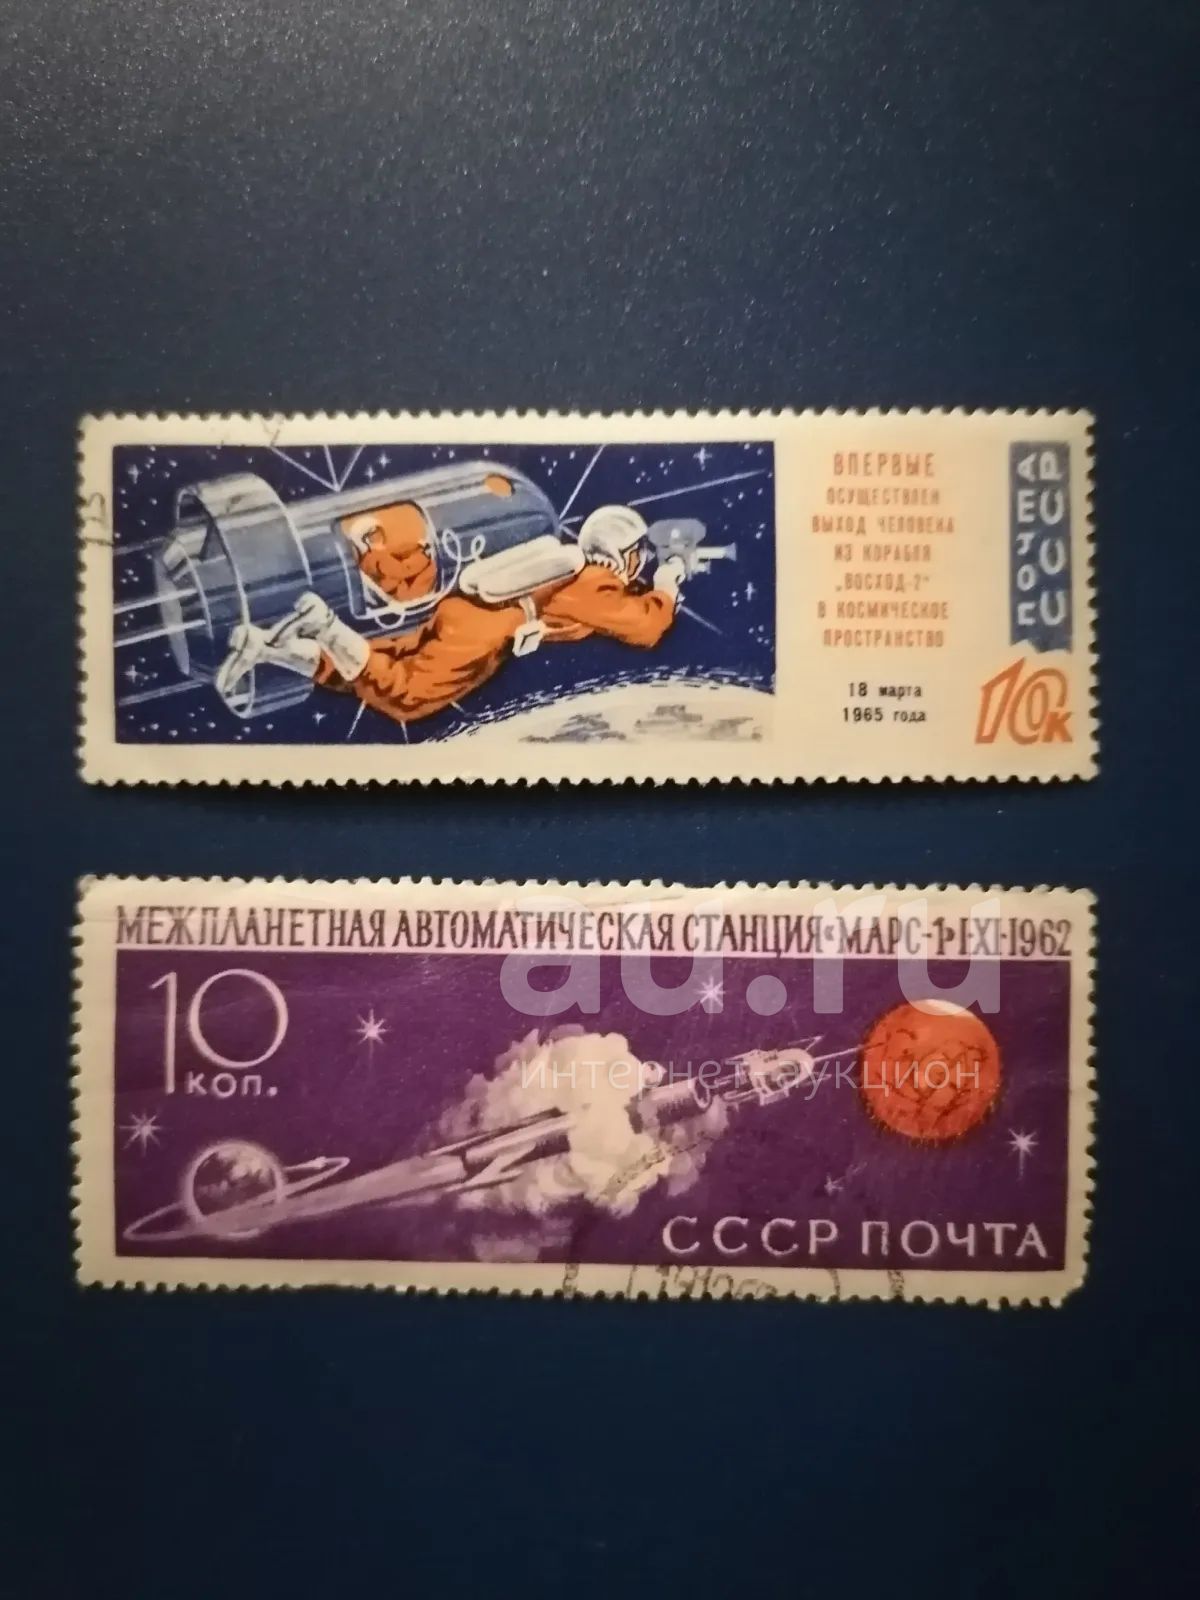 ВПЕРВЫЕ
ОСУЩЕСТВЛЕН
ВЫХОД ЧЕЛОВЕКА
ИЗ КОРАБЛЯ
„ВОСХОД-2"
В КОСМИЧЕСКОЕ
ПРОСТРАНСТВО
18 марта
1965 года
ПОЧТА
СССР
10к
МЕЖПЛАНЕТНАЯ АВТОМАТИЧЕСКАЯ СТАНЦИЯ «МАРС-1» 1-XI-1962
10
КОП.
СССР ПОЧТА
au.ru
интернет-аукцион